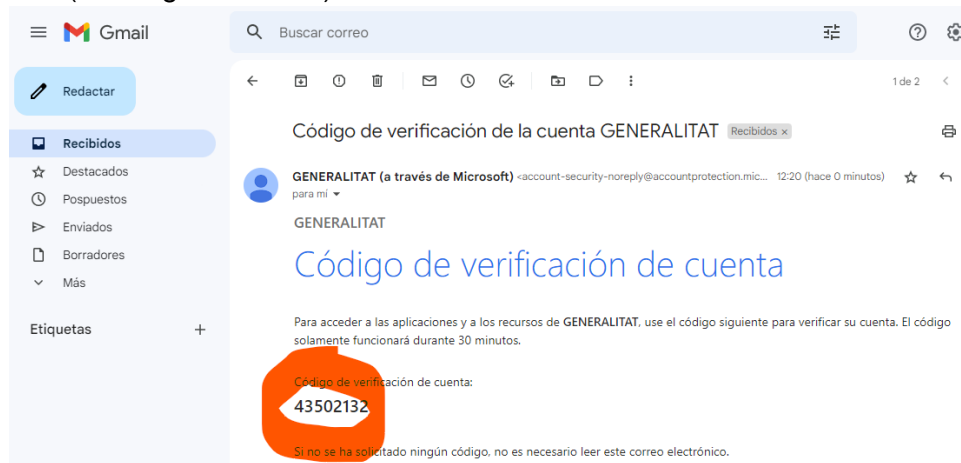 Gmail
Buscar correo
Redactar
1 de 2
Recibidos
Destacados
Pospuestos
Enviados
Borradores
Más
Etiquetas
Código de verificación de la cuenta GENERALITAT Recibidos x
GENERALITAT (a través de Microsoft) <account-security-noreply@accountprotection.mic... 12:20 (hace 0 minutos)
para mí
GENERALITAT
Código de verificación de cuenta
Para acceder a las aplicaciones y a los recursos de GENERALITAT, use el código siguiente para verificar su cuenta. El código
solamente funcionará durante 30 minutos.
Código de verificación de cuenta:
43502132
Si no se ha solicitado ningún código, no es necesario leer este correo electrónico.